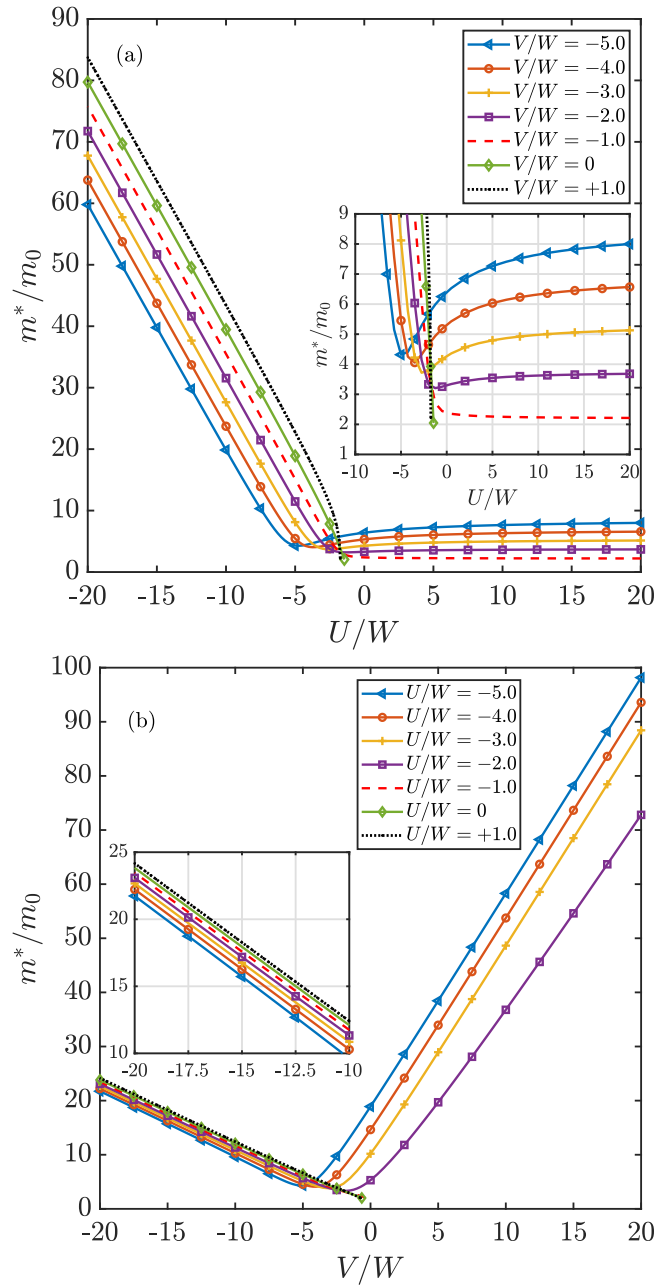 (a)
V/W = −5.0
V/W = −4.0
V/W = −3.0
V/W = −2.0
V/W = −1.0
V/W = 0
V/W = +1.0
90
80
70
60
50
40
30
20
10
0
m*/m₀
-20 -15 -10 -5 0 5 10 15 20
U/W
9
8
7
6
5
4
3
2
1
m*/m₀
-10 -5 0 5 10 15 20
U/W
(b)
U/W = −5.0
U/W = −4.0
U/W = −3.0
U/W = −2.0
U/W = −1.0
U/W = 0
U/W = +1.0
100
90
80
70
60
50
40
30
20
10
0
m*/m₀
25
20
15
10
-20 -17.5 -15 -12.5 -10
-20 -15 -10 -5 0 5 10 15 20
V/W